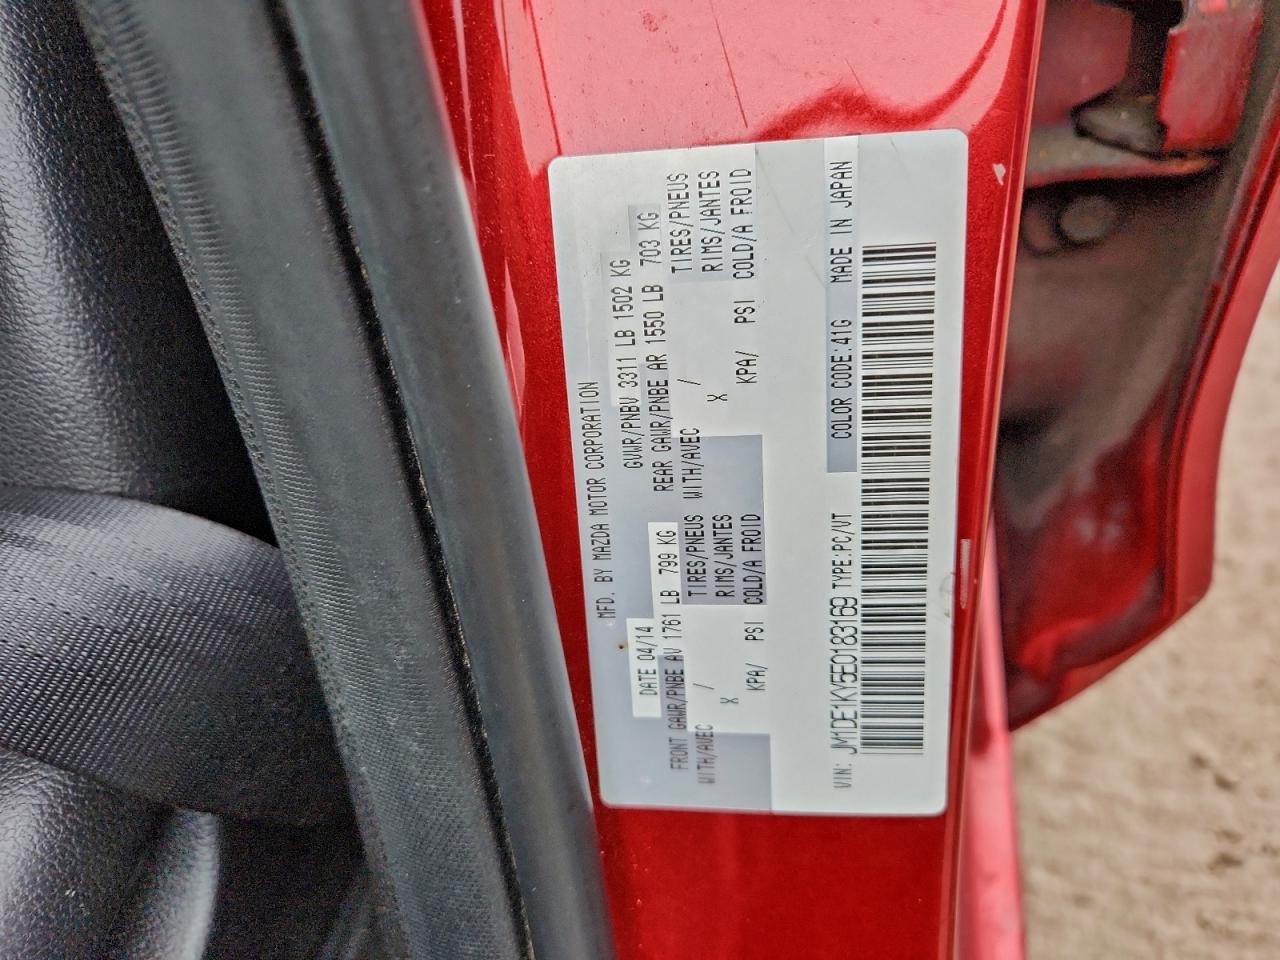 MFD. BY MAZDA MOTOR CORPORATION
DATE 04/14 GVWR/PNBV 3311 LB 1502 KG
FRONT GAWR/PNBE AV 1761 LB 799 KG REAR GAWR/PNBE AR 1550 LB 703 KG
TIRES/PNEUS TIRES/PNEUS
WITH/AVEC / RIMS/JANTES WITH/AVEC / RIMS/JANTES
X X
KPA/ PSI COLD/A FROID KPA/ PSI COLD/A FROID
COLOR CODE:41G MADE IN JAPAN
VIN: JM1DE1KY5E0183169 TYPE:PC/VT